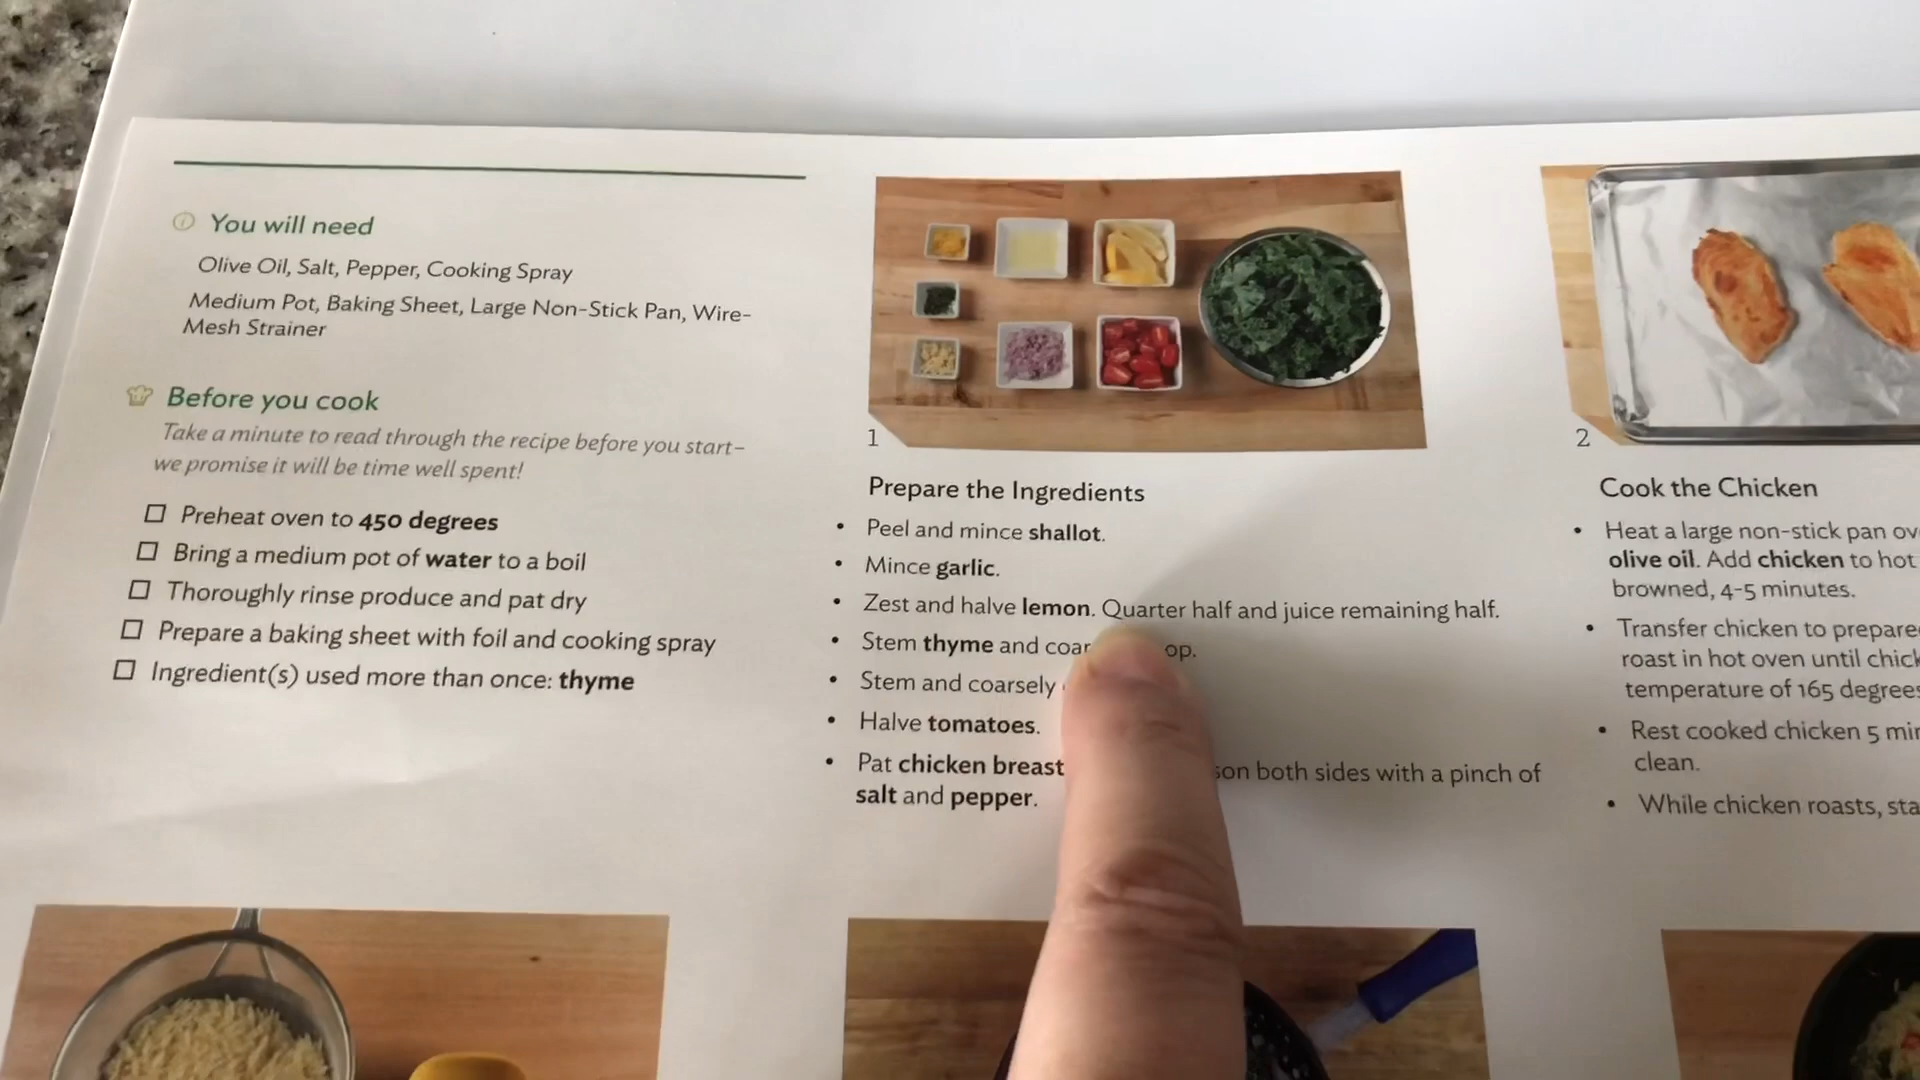 You will need
Olive Oil, Salt, Pepper, Cooking Spray
Medium Pot, Baking Sheet, Large Non-Stick Pan, Wire-
Mesh Strainer
Before you cook
Take a minute to read through the recipe before you start–
we promise it will be time well spent!
Preheat oven to 450 degrees
Bring a medium pot of water to a boil
Thoroughly rinse produce and pat dry
Prepare a baking sheet with foil and cooking spray
Ingredient(s) used more than once: thyme
1
Prepare the Ingredients
• Peel and mince shallot.
• Mince garlic.
• Zest and halve lemon. Quarter half and juice remaining half.
• Stem thyme and
• Stem and coarsely
• Halve tomatoes.
• Pat chicken both sides with a pinch of
salt and pepper.
2
Cook the Chicken
• Heat a large non-stick pan
olive oil. Add chicken to hot
browned, 4-5 minutes.
• Transfer chicken to
roast in hot oven until
temperature of 165
• Rest cooked chicken 5
clean.
• While chicken roasts,